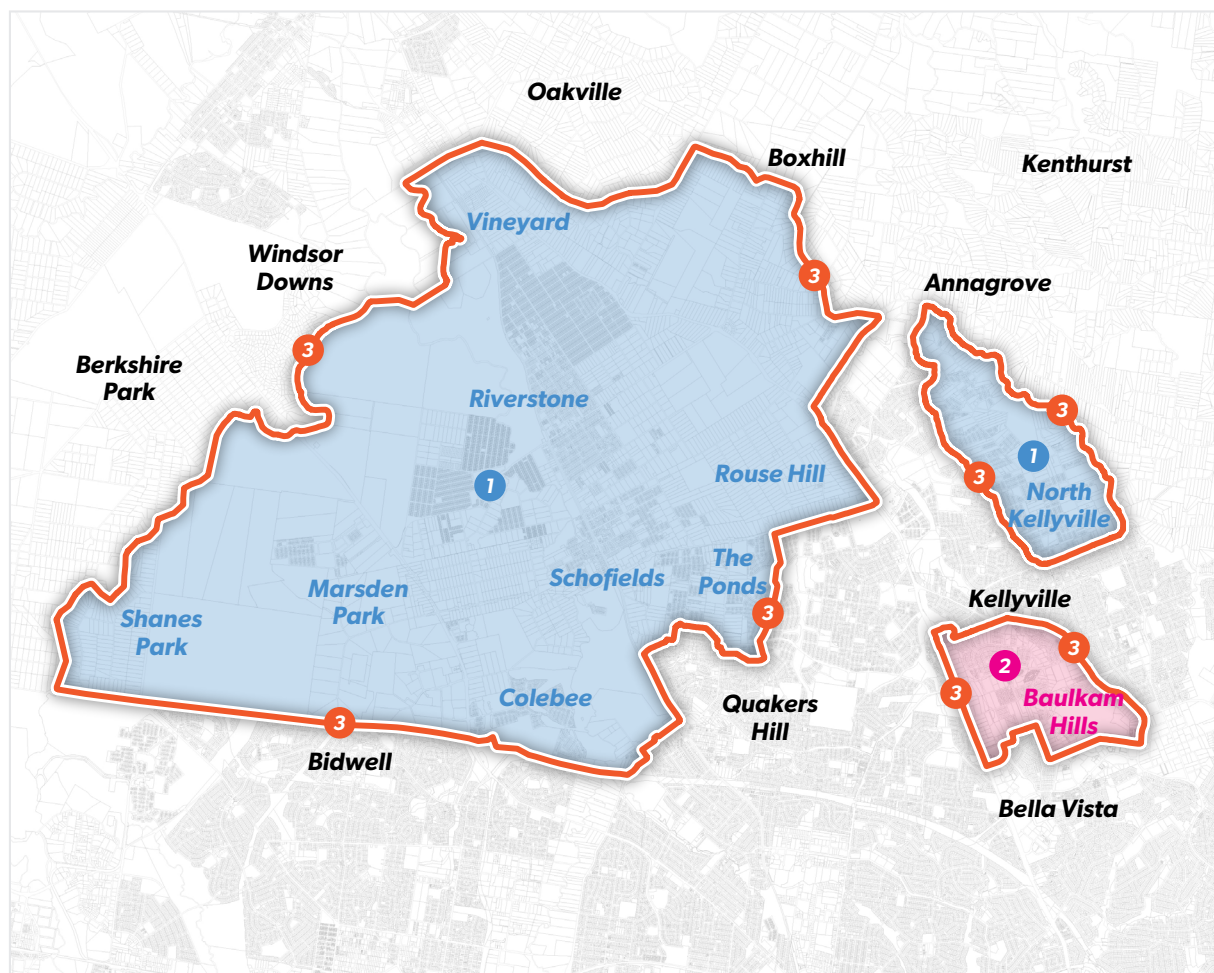 Oakville
Boxhill
Kenthurst
Vineyard
Windsor
Downs
3
Annagrove
3
Berkshire
Park
Riverstone
3
1
3
1
Rouse Hill
North
Kellyville
Schofields
The
Ponds
Marsden
Park
Shanes
Park
3
Kellyville
3
2
3
Colebee
Quakers
Hill
Baulkam
Hills
3
Bidwell
Bella Vista